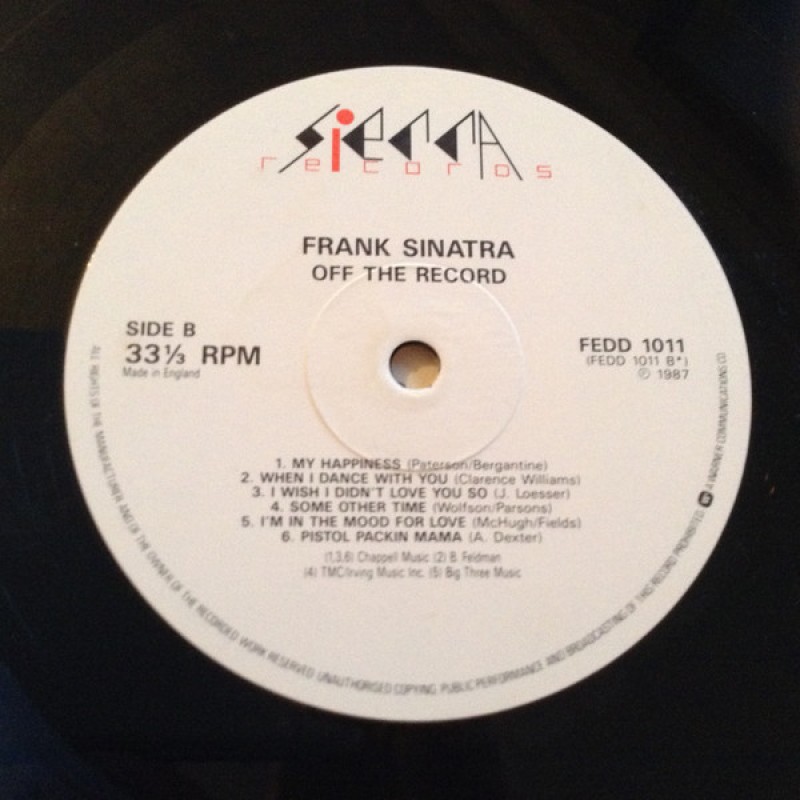 SIERRA
records
FRANK SINATRA
OFF THE RECORD
SIDE B
33⅓ RPM
Made in England
FEDD 1011
(FEDD 1011 B*)
℗ 1987
1. MY HAPPINESS (Paterson/Bergantine)
2. WHEN I DANCE WITH YOU (Clarence Williams)
3. I WISH I DIDN'T LOVE YOU SO (J. Loesser)
4. SOME OTHER TIME (Wolfson/Parsons)
5. I'M IN THE MOOD FOR LOVE (McHugh/Fields)
6. PISTOL PACKIN MAMA (A. Dexter)
(1,3,6) Chappell Music (2) B. Feldman
(4) TMC/Irving Music Inc. (5) Big Three Music
ALL RIGHTS OF THE MANUFACTURER AND OF THE OWNER OF THE RECORDED WORK RESERVED UNAUTHORISED COPYING, PUBLIC PERFORMANCE AND BROADCASTING OF THIS RECORD PROHIBITED A WARNER COMMUNICATIONS CO